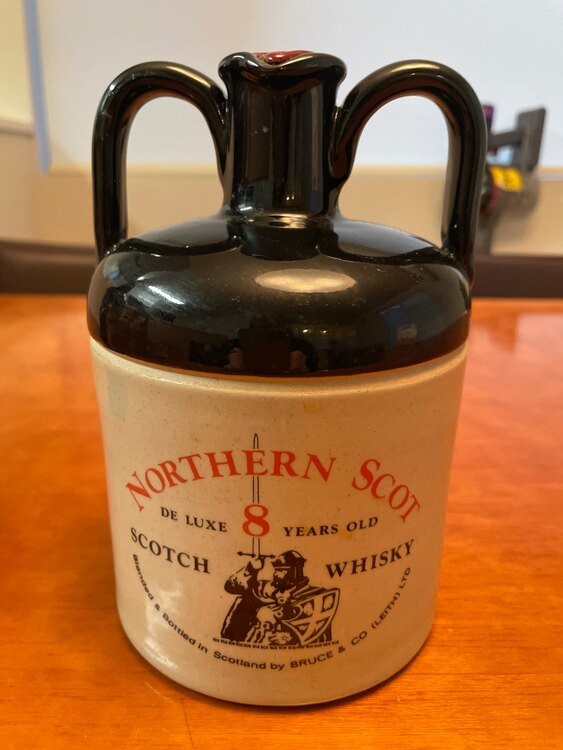 NORTHERN SCOT
DE LUXE 8 YEARS OLD
SCOTCH WHISKY
Blended & Bottled in Scotland by BRUCE & CO (LEITH) LTD